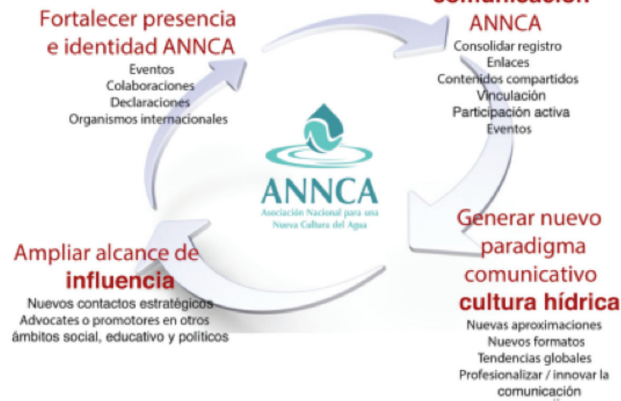 Fortalecer presencia
e identidad ANNCA
Eventos
Colaboraciones
Declaraciones
Organismos internacionales
comunicación
ANNCA
Consolidar registro
Enlaces
Contenidos compartidos
Vinculación
Participación activa
Eventos
ANNCA
Asociación Nacional para una
Nueva Cultura del Agua
Ampliar alcance de
influencia
Nuevos contactos estratégicos
Advocates o promotores en otros
ámbitos social, educativo y políticos
Generar nuevo
paradigma
comunicativo
cultura hídrica
Nuevas aproximaciones
Nuevos formatos
Tendencias globales
Profesionalizar / innovar la
comunicación